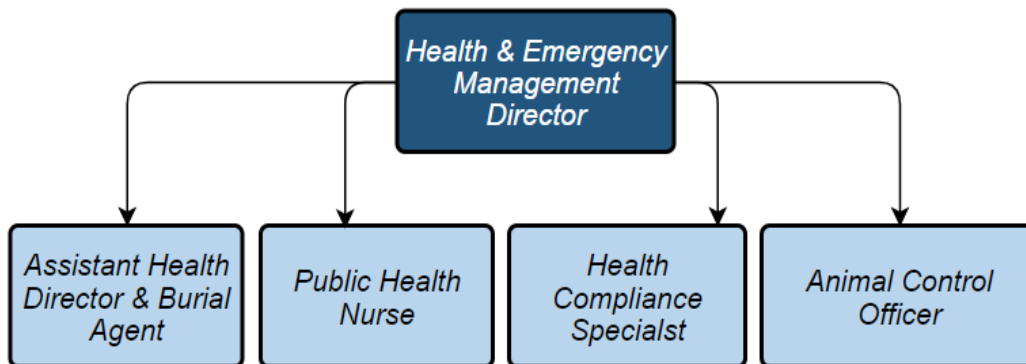 Health & Emergency
Management
Director
Assistant Health
Director & Burial
Agent
Public Health
Nurse
Health
Compliance
Specialst
Animal Control
Officer